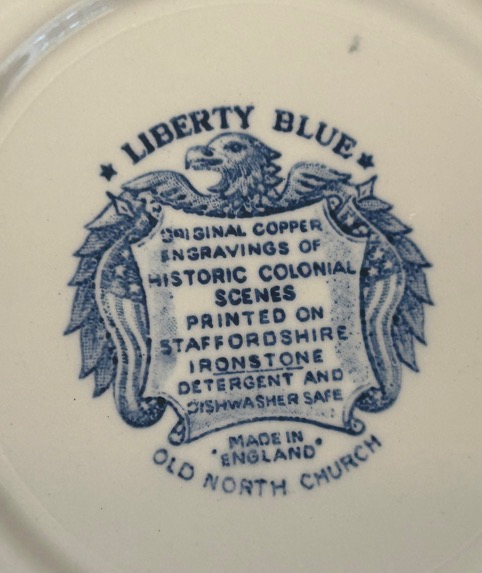 LIBERTY BLUE
ORIGINAL COPPER
ENGRAVINGS OF
HISTORIC COLONIAL
SCENES
PRINTED ON
STAFFORDSHIRE
IRONSTONE
DETERGENT AND
DISHWASHER SAFE
MADE IN
"ENGLAND"
OLD NORTH CHURCH